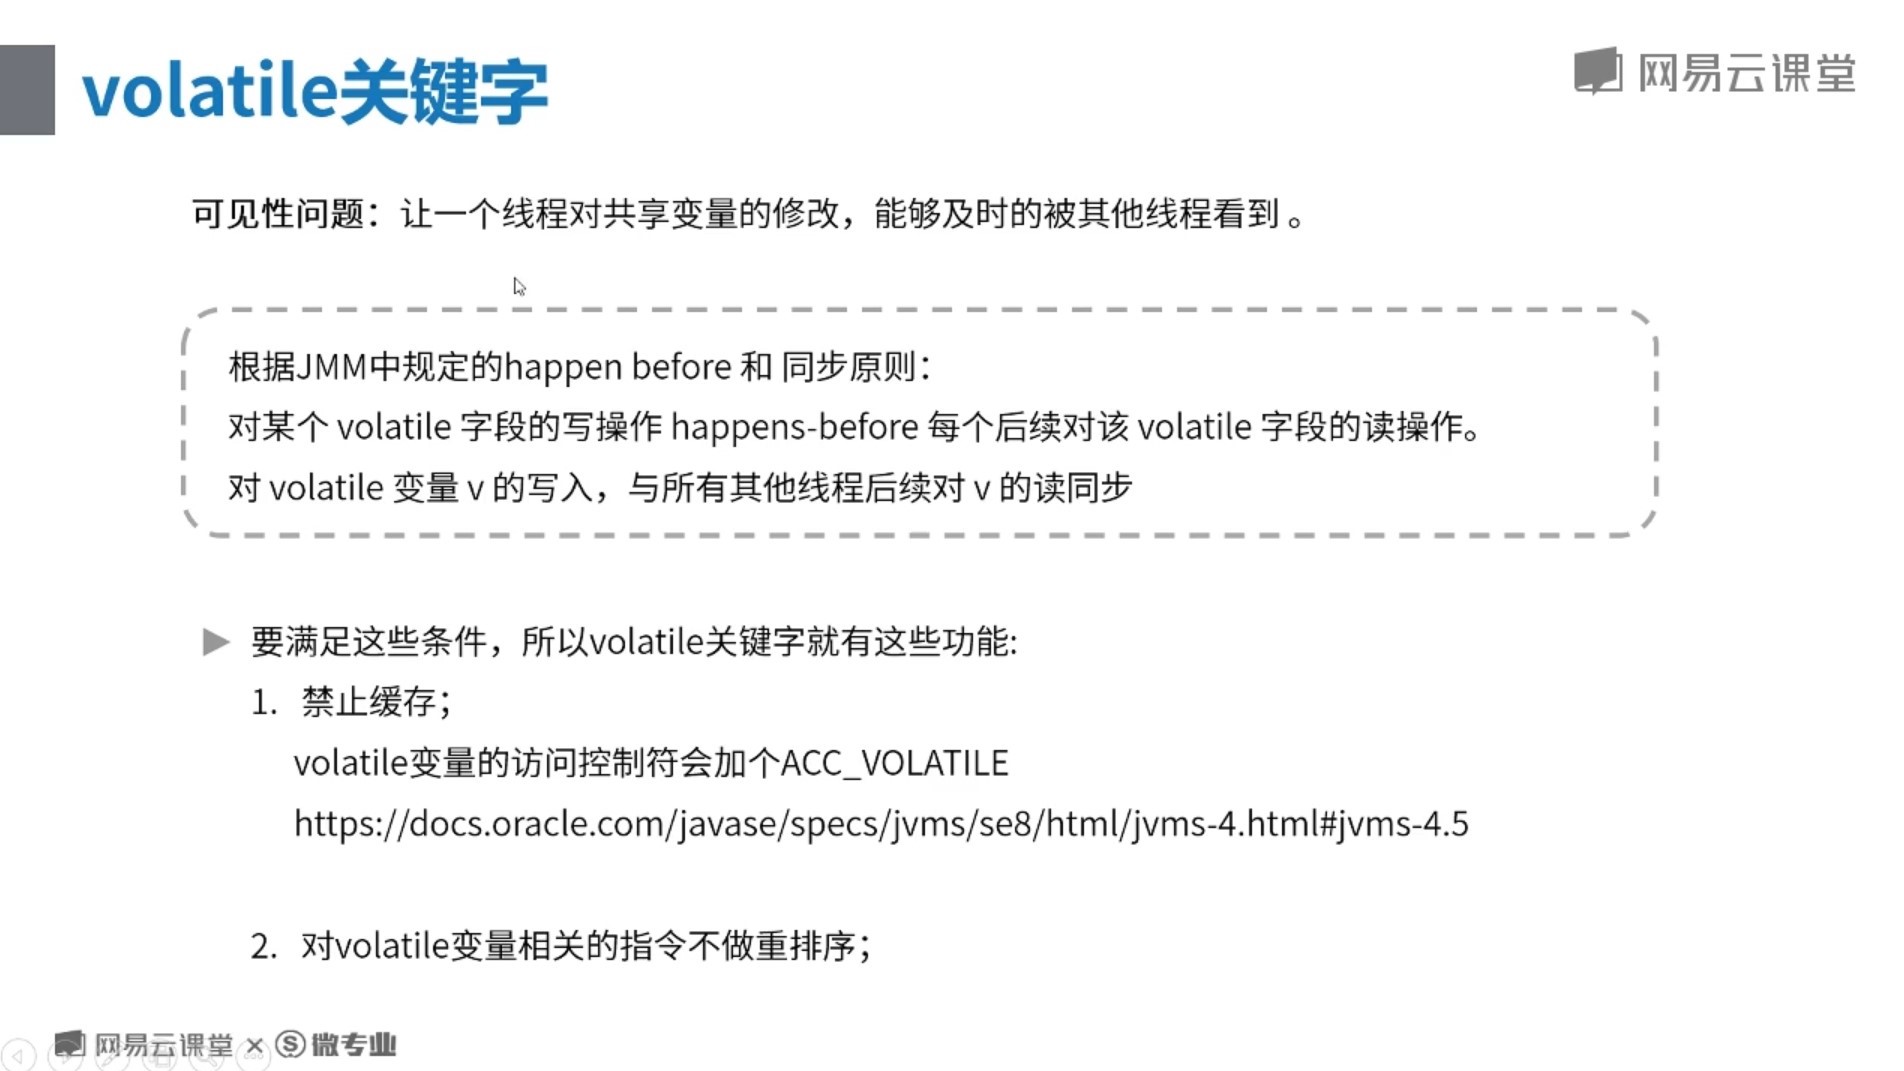 volatile关键字
网易云课堂
可见性问题：让一个线程对共享变量的修改，能够及时的被其他线程看到 。
根据JMM中规定的happen before 和 同步原则：
对某个 volatile 字段的写操作 happens-before 每个后续对该 volatile 字段的读操作。
对 volatile 变量 v 的写入，与所有其他线程后续对 v 的读同步
要满足这些条件，所以volatile关键字就有这些功能:
1. 禁止缓存；
volatile变量的访问控制符会加个ACC_VOLATILE
https://docs.oracle.com/javase/specs/jvms/se8/html/jvms-4.html#jvms-4.5
2. 对volatile变量相关的指令不做重排序；
网易云课堂 × 微专业